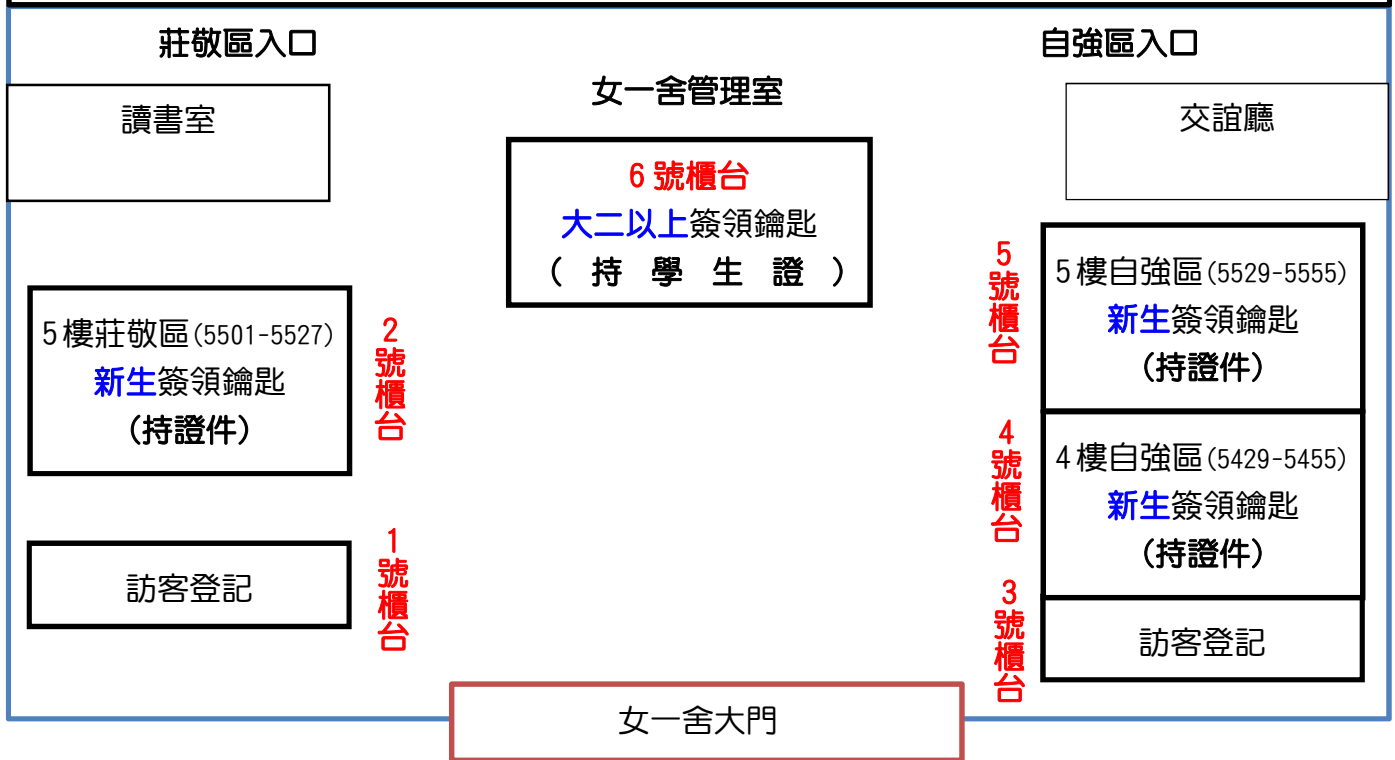 莊敬區入口
自強區入口
女一舍管理室
讀書室
交誼廳
6 號櫃台
大二以上簽領鑰匙
( 持 學 生 證 )
5樓莊敬區(5501-5527)
新生簽領鑰匙
(持證件)
2號櫃台
5號櫃台
5樓自強區(5529-5555)
新生簽領鑰匙
(持證件)
4號櫃台
4樓自強區(5429-5455)
新生簽領鑰匙
(持證件)
訪客登記
1號櫃台
3號櫃台
訪客登記
女一舍大門